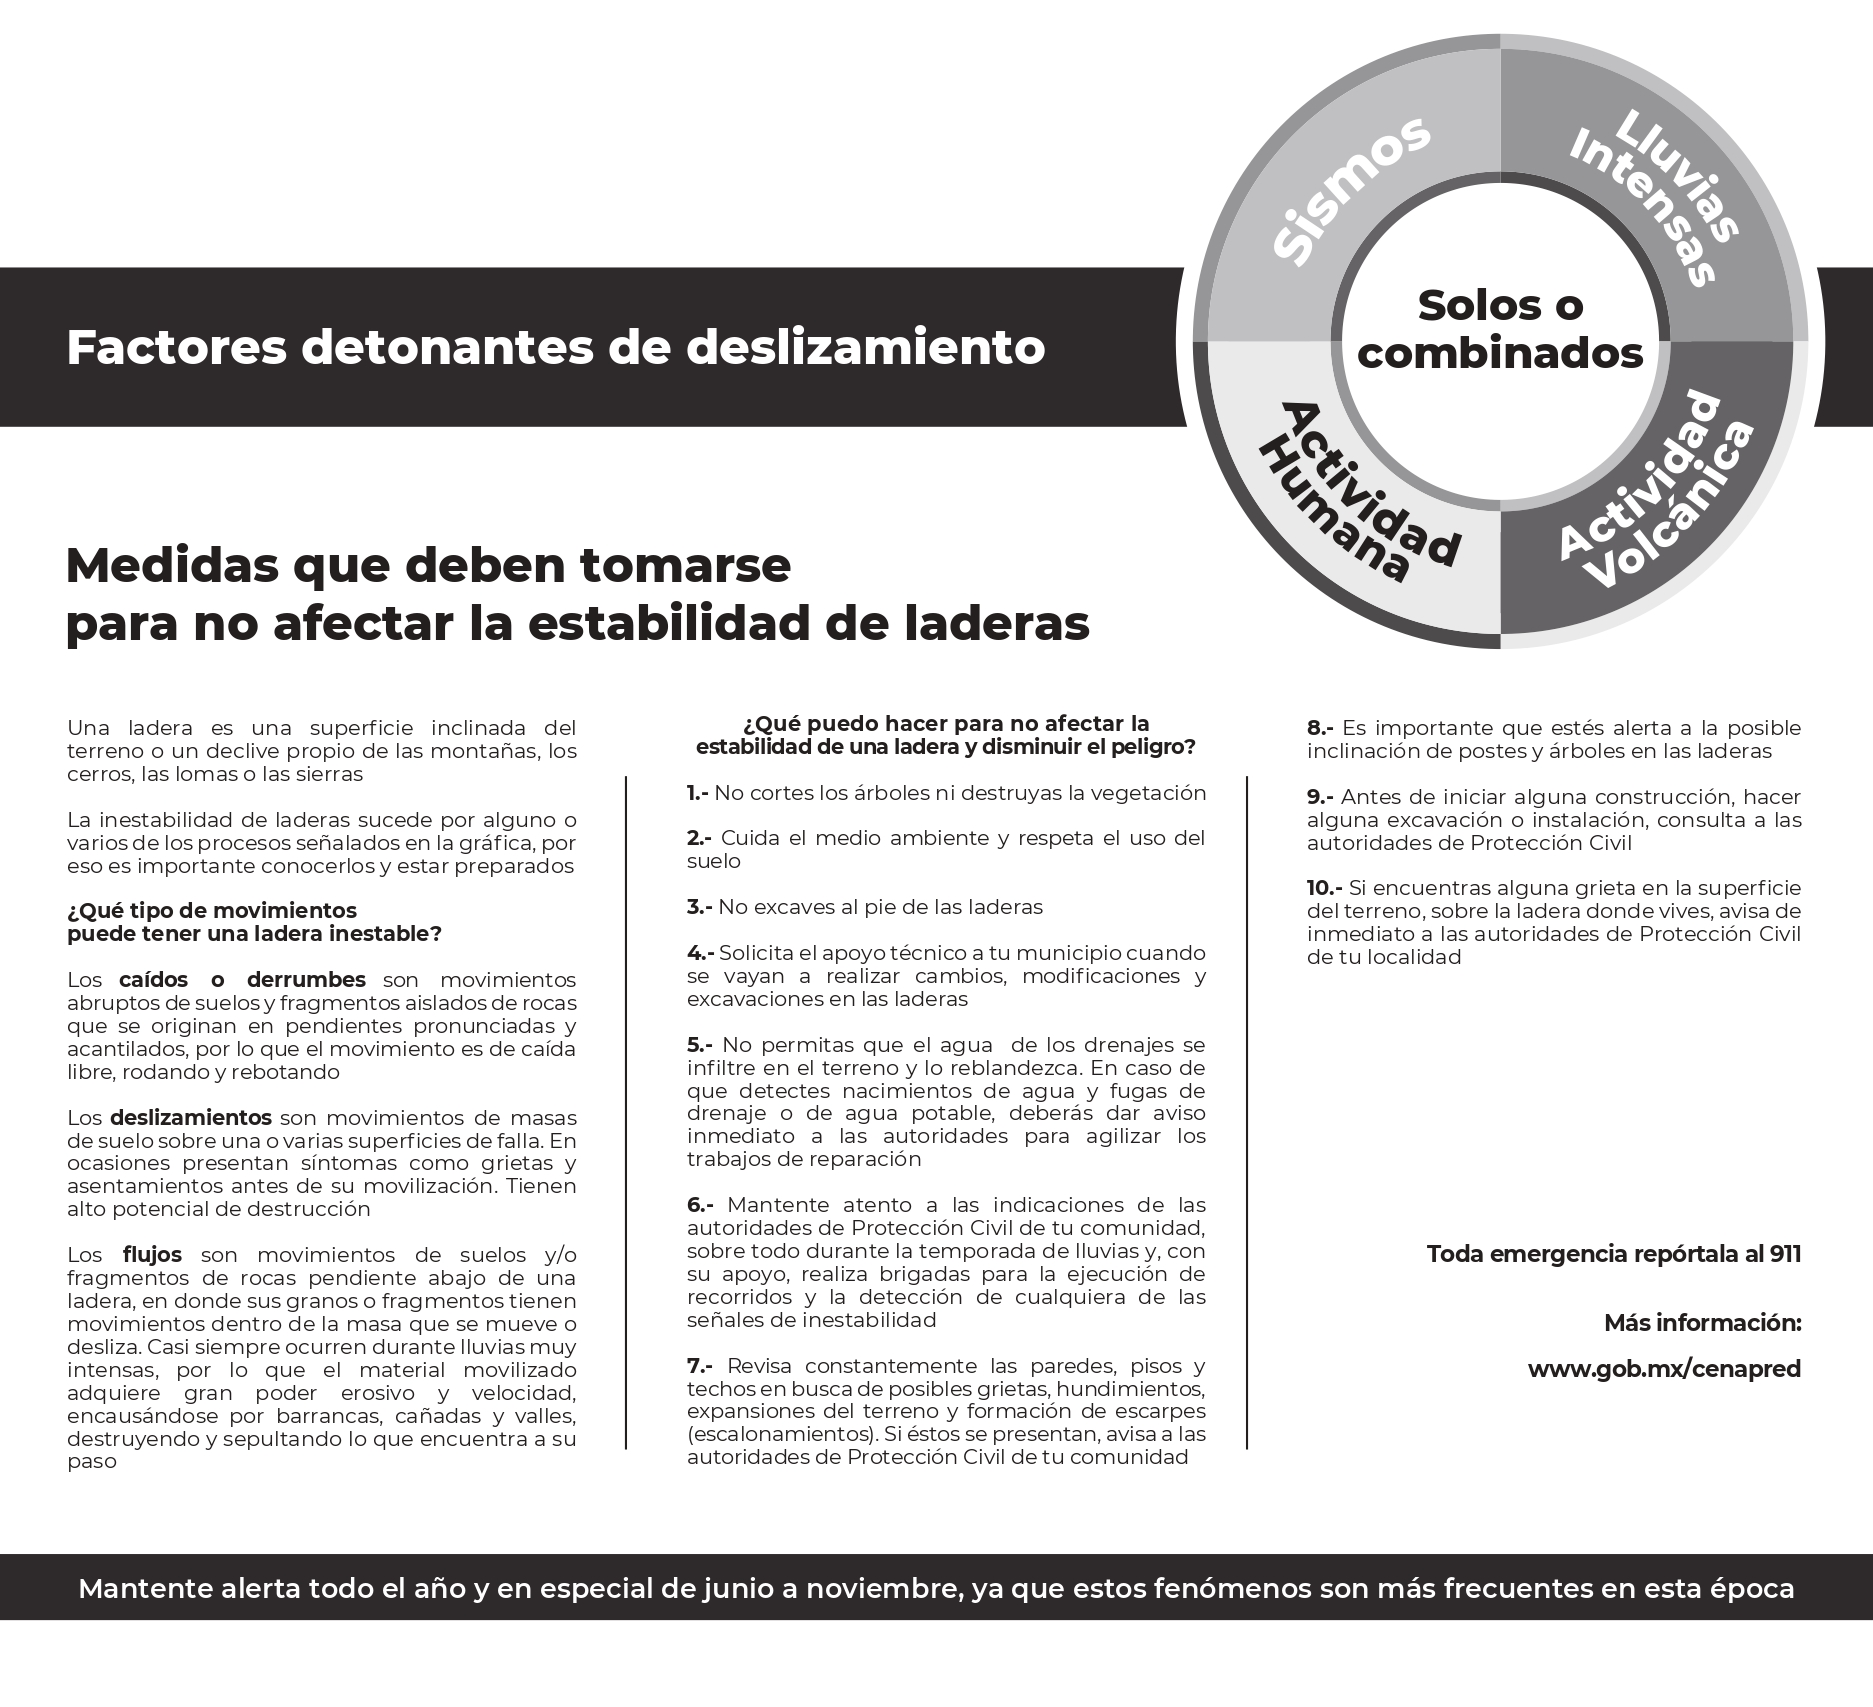 Sismos
Lluvias
Intensas
Factores detonantes de deslizamiento
Solos o
combinados
Actividad
Humana
Actividad
Volcánica
Medidas que deben tomarse
para no afectar la estabilidad de laderas
Una ladera es una superficie inclinada del
terreno o un declive propio de las montañas, los
cerros, las lomas o las sierras
La inestabilidad de laderas sucede por alguno o
varios de los procesos señalados en la gráfica, por
eso es importante conocerlos y estar preparados
¿Qué tipo de movimientos
puede tener una ladera inestable?
Los caídos o derrumbes son movimientos
abruptos de suelos y fragmentos aislados de rocas
que se originan en pendientes pronunciadas y
acantilados, por lo que el movimiento es de caída
libre, rodando y rebotando
Los deslizamientos son movimientos de masas
de suelo sobre una o varias superficies de falla. En
ocasiones presentan síntomas como grietas y
asentamientos antes de su movilización. Tienen
alto potencial de destrucción
Los flujos son movimientos de suelos y/o
fragmentos de rocas pendiente abajo de una
ladera, en donde sus granos o fragmentos tienen
movimientos dentro de la masa que se mueve o
desliza. Casi siempre ocurren durante lluvias muy
intensas, por lo que el material movilizado
adquiere gran poder erosivo y velocidad,
encausándose por barrancas, cañadas y valles,
destruyendo y sepultando lo que encuentra a su
paso
¿Qué puedo hacer para no afectar la
estabilidad de una ladera y disminuir el peligro?
1.- No cortes los árboles ni destruyas la vegetación
2.- Cuida el medio ambiente y respeta el uso del
suelo
3.- No excaves al pie de las laderas
4.- Solicita el apoyo técnico a tu municipio cuando
se vayan a realizar cambios, modificaciones y
excavaciones en las laderas
5.- No permitas que el agua de los drenajes se
infiltre en el terreno y lo reblandezca. En caso de
que detectes nacimientos de agua y fugas de
drenaje o de agua potable, deberás dar aviso
inmediato a las autoridades para agilizar los
trabajos de reparación
6.- Mantente atento a las indicaciones de las
autoridades de Protección Civil de tu comunidad,
sobre todo durante la temporada de lluvias y, con
su apoyo, realiza brigadas para la ejecución de
recorridos y la detección de cualquiera de las
señales de inestabilidad
7.- Revisa constantemente las paredes, pisos y
techos en busca de posibles grietas, hundimientos,
expansiones del terreno y formación de escarpes
(escalonamientos). Si éstos se presentan, avisa a las
autoridades de Protección Civil de tu comunidad
8.- Es importante que estés alerta a la posible
inclinación de postes y árboles en las laderas
9.- Antes de iniciar alguna construcción, hacer
alguna excavación o instalación, consulta a las
autoridades de Protección Civil
10.- Si encuentras alguna grieta en la superficie
del terreno, sobre la ladera donde vives, avisa de
inmediato a las autoridades de Protección Civil
de tu localidad
Toda emergencia repórtala al 911
Más información:
www.gob.mx/cenapred
Mantente alerta todo el año y en especial de junio a noviembre, ya que estos fenómenos son más frecuentes en esta época